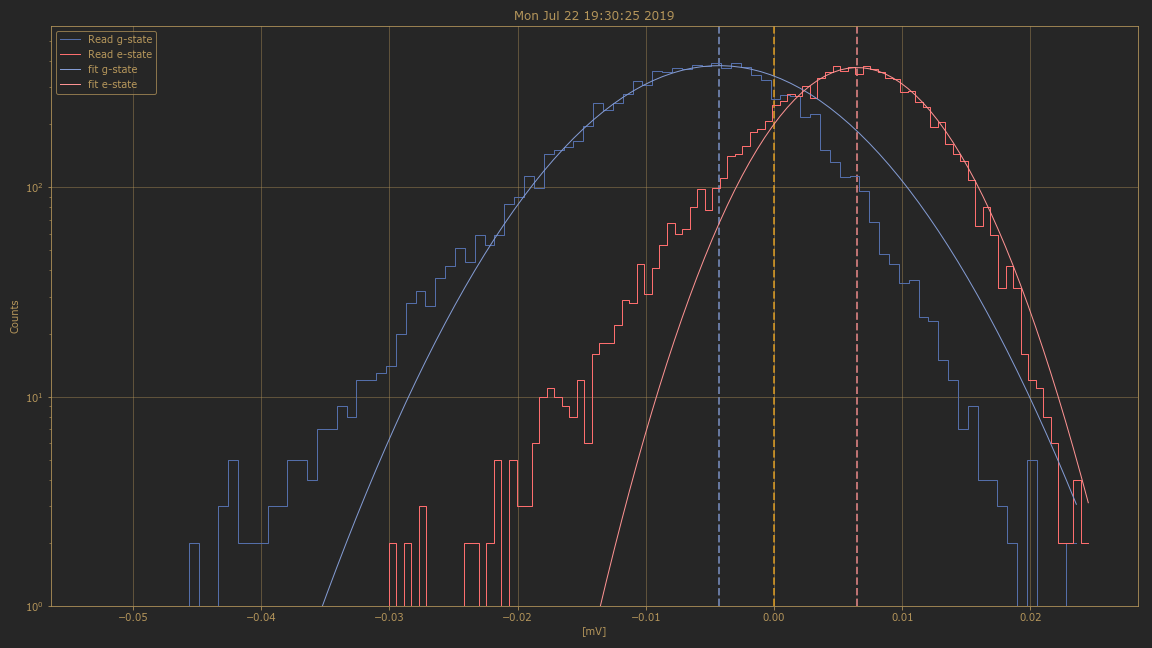 Mon Jul 22 19:30:25 2019
Read g-state
Read e-state
fit g-state
fit e-state
Counts
10²
10¹
10⁰
−0.05 −0.04 −0.03 −0.02 −0.01 0.00 0.01 0.02
[mV]